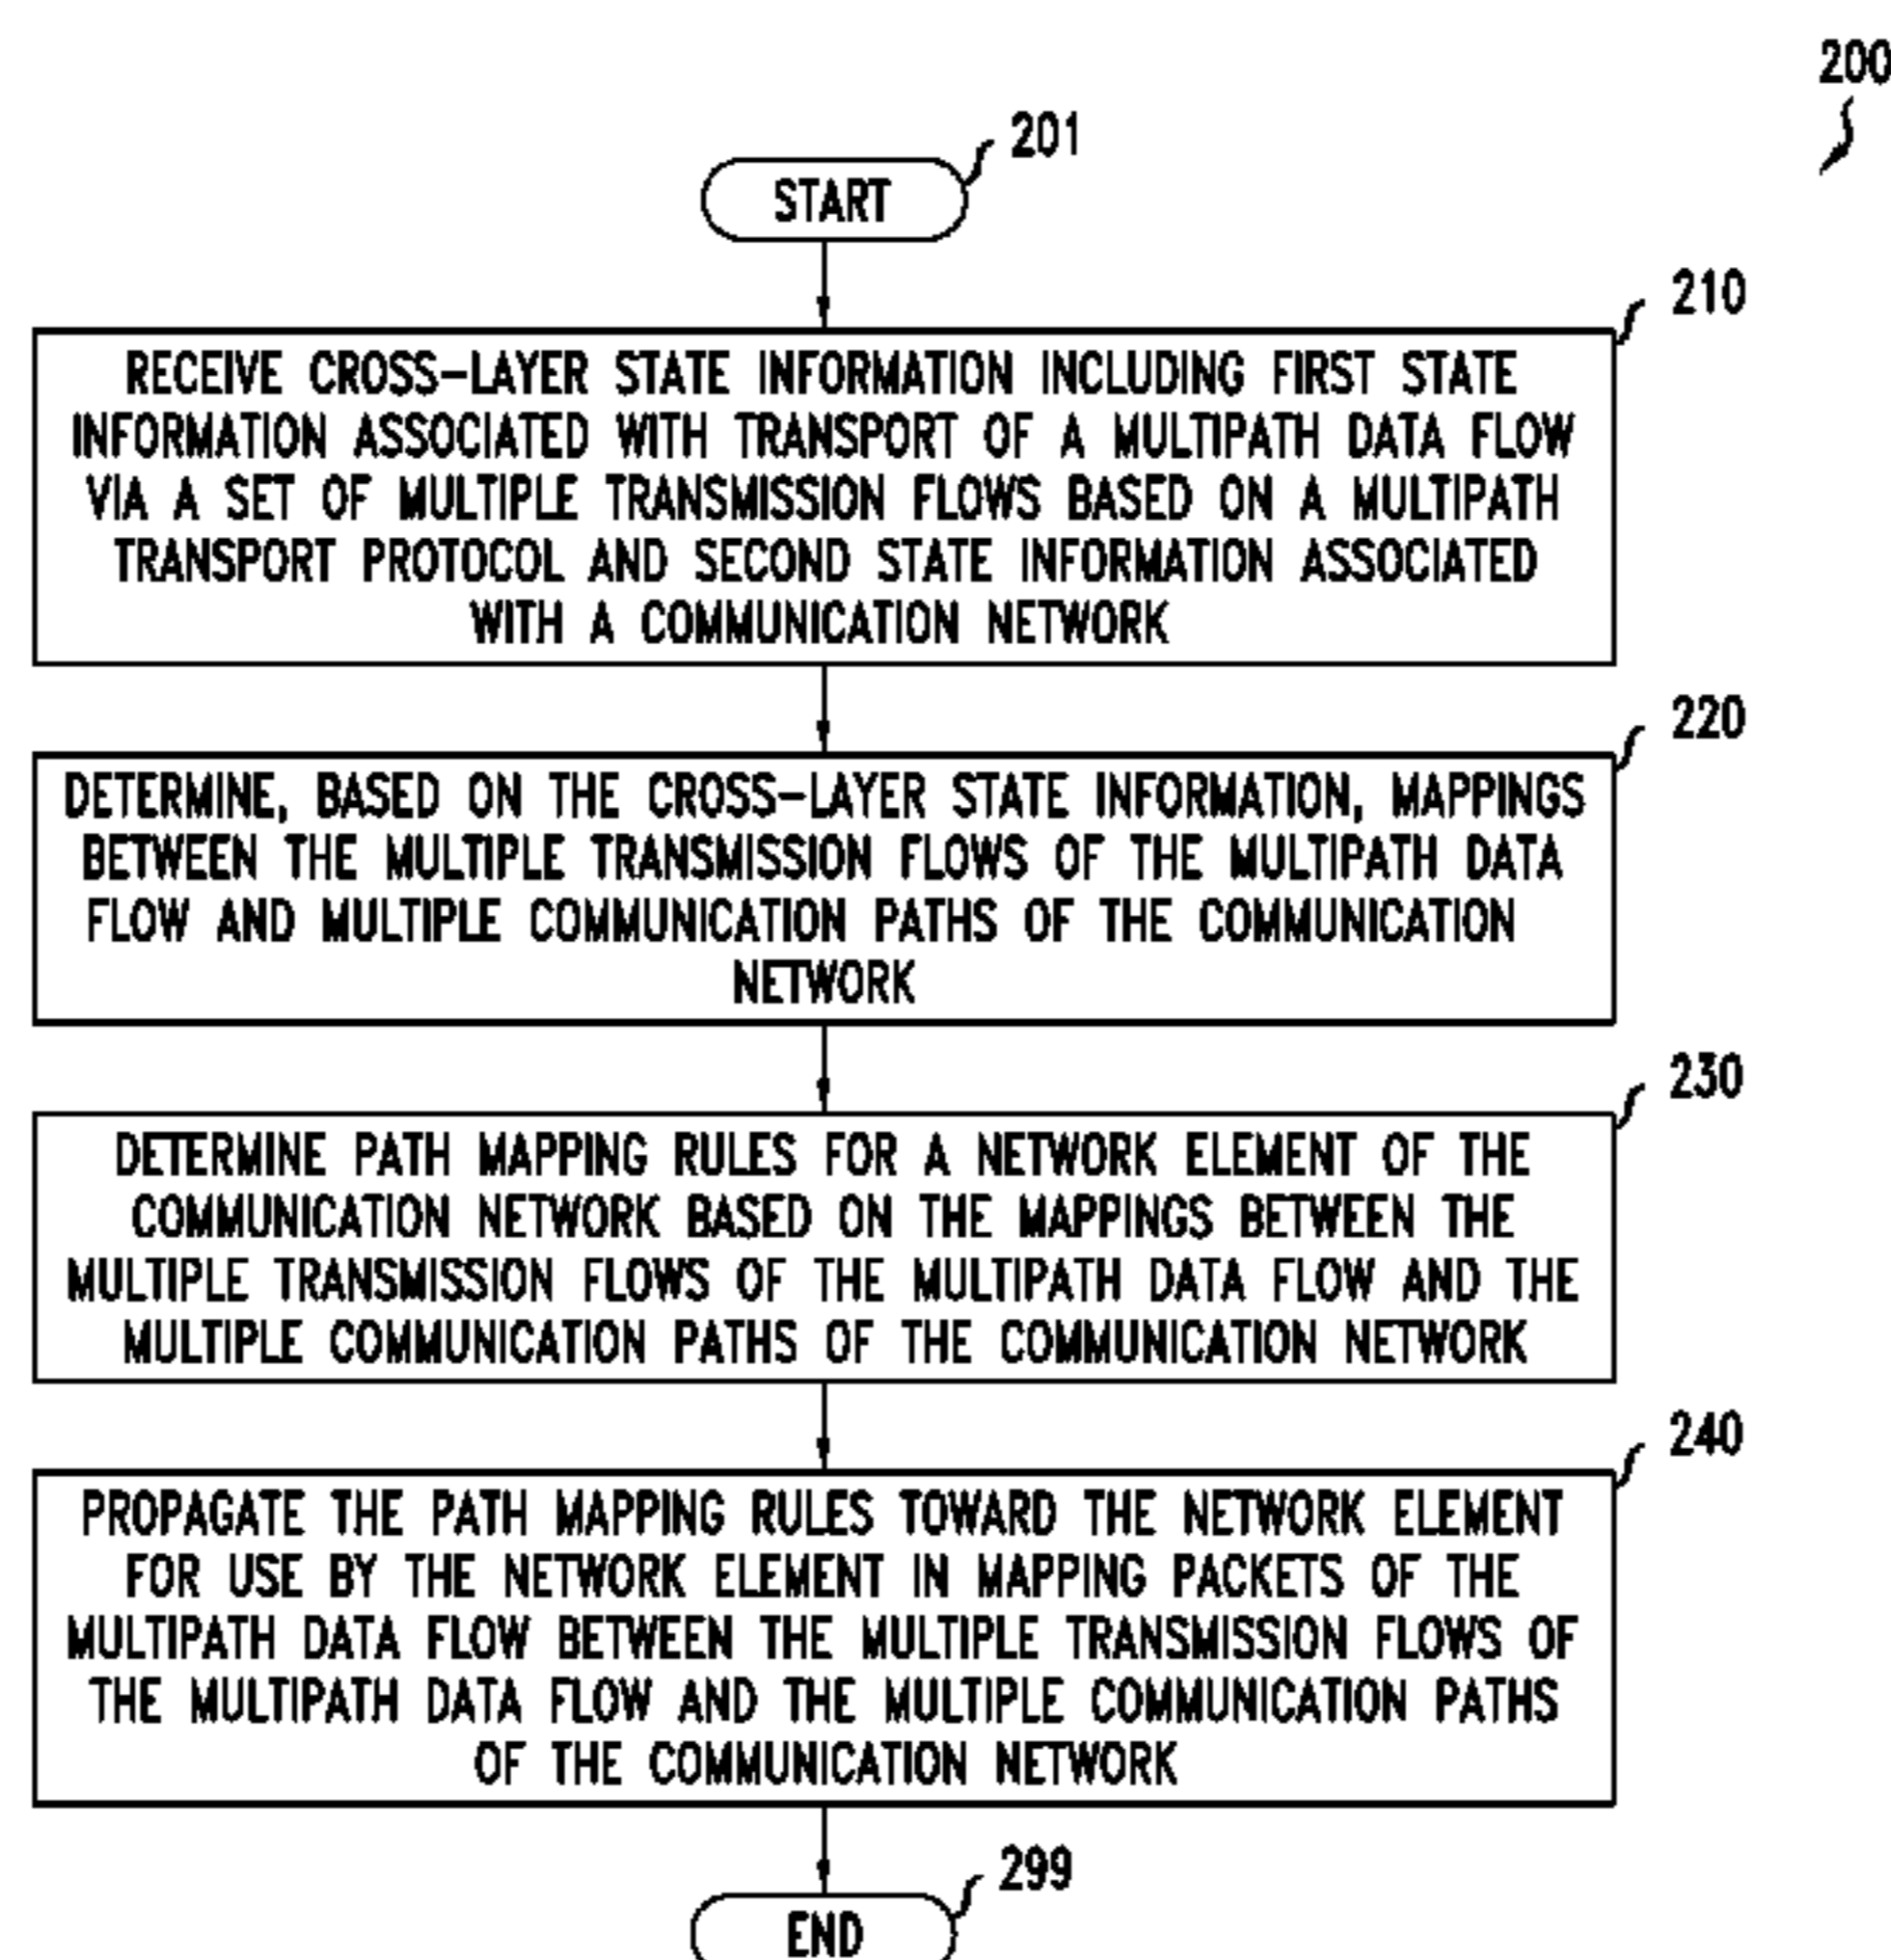 200
201
START
210
RECEIVE CROSS-LAYER STATE INFORMATION INCLUDING FIRST STATE
INFORMATION ASSOCIATED WITH TRANSPORT OF A MULTIPATH DATA FLOW
VIA A SET OF MULTIPLE TRANSMISSION FLOWS BASED ON A MULTIPATH
TRANSPORT PROTOCOL AND SECOND STATE INFORMATION ASSOCIATED
WITH A COMMUNICATION NETWORK
220
DETERMINE, BASED ON THE CROSS-LAYER STATE INFORMATION, MAPPINGS
BETWEEN THE MULTIPLE TRANSMISSION FLOWS OF THE MULTIPATH DATA
FLOW AND MULTIPLE COMMUNICATION PATHS OF THE COMMUNICATION
NETWORK
230
DETERMINE PATH MAPPING RULES FOR A NETWORK ELEMENT OF THE
COMMUNICATION NETWORK BASED ON THE MAPPINGS BETWEEN THE
MULTIPLE TRANSMISSION FLOWS OF THE MULTIPATH DATA FLOW AND THE
MULTIPLE COMMUNICATION PATHS OF THE COMMUNICATION NETWORK
240
PROPAGATE THE PATH MAPPING RULES TOWARD THE NETWORK ELEMENT
FOR USE BY THE NETWORK ELEMENT IN MAPPING PACKETS OF THE
MULTIPATH DATA FLOW BETWEEN THE MULTIPLE TRANSMISSION FLOWS OF
THE MULTIPATH DATA FLOW AND THE MULTIPLE COMMUNICATION PATHS
OF THE COMMUNICATION NETWORK
299
END